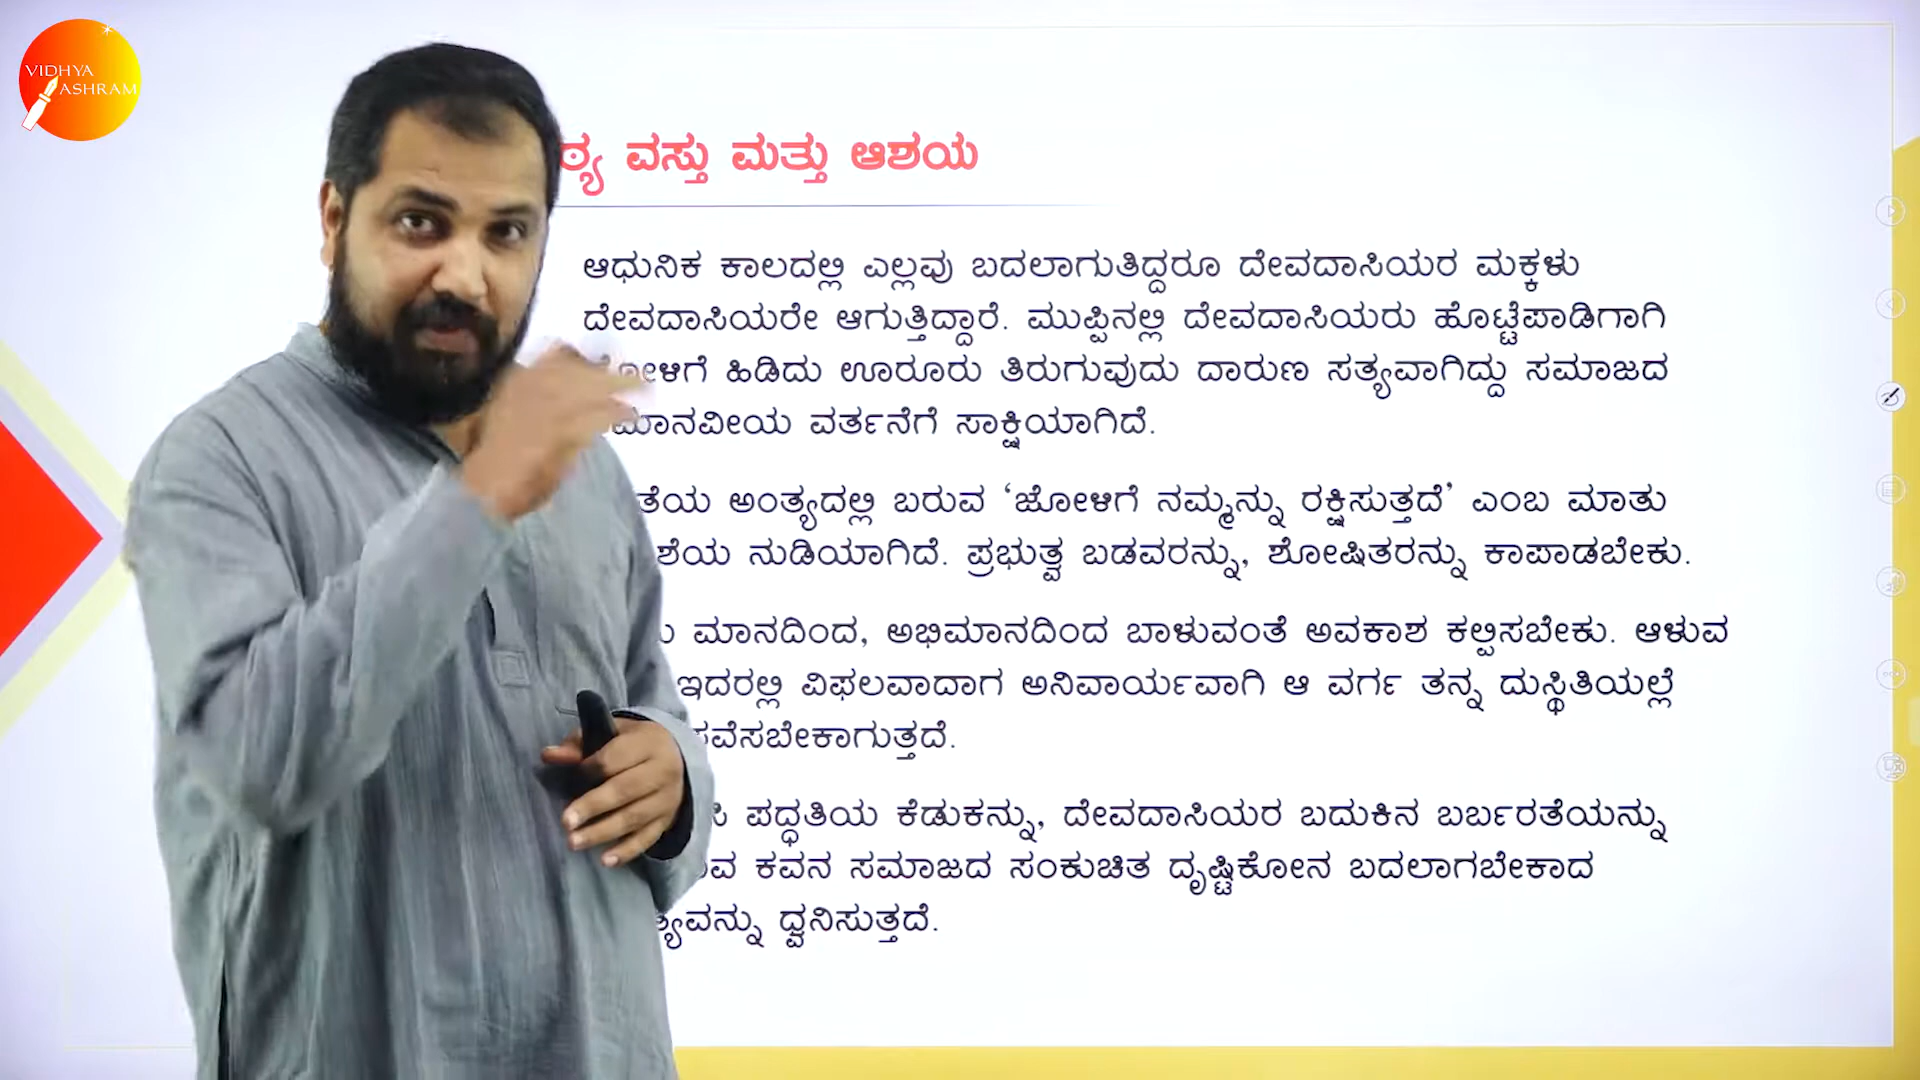 VIDHYA
ASHRAM
ವಸ್ತು ಮತ್ತು ಆಶಯ
ಆಧುನಿಕ ಕಾಲದಲ್ಲಿ ಎಲ್ಲವು ಬದಲಾಗುತಿದ್ದರೂ ದೇವದಾಸಿಯರ ಮಕ್ಕಳು
ದೇವದಾಸಿಯರೇ ಆಗುತ್ತಿದ್ದಾರೆ. ಮುಪ್ಪಿನಲ್ಲಿ ದೇವದಾಸಿಯರು ಹೊಟ್ಟೆಪಾಡಿಗಾಗಿ
ಹಿಡಿದು ಊರೂರು ತಿರುಗುವುದು ದಾರುಣ ಸತ್ಯವಾಗಿದ್ದು ಸಮಾಜದ
ವರ್ತನೆಗೆ ಸಾಕ್ಷಿಯಾಗಿದೆ.
ಅಂತ್ಯದಲ್ಲಿ ಬರುವ ‘ಜೋಳಿಗೆ ನಮ್ಮನ್ನು ರಕ್ಷಿಸುತ್ತದೆ’ ಎಂಬ ಮಾತು
ನುಡಿಯಾಗಿದೆ. ಪ್ರಭುತ್ವ ಬಡವರನ್ನು, ಶೋಷಿತರನ್ನು ಕಾಪಾಡಬೇಕು.
ಮಾನದಿಂದ, ಅಭಿಮಾನದಿಂದ ಬಾಳುವಂತೆ ಅವಕಾಶ ಕಲ್ಪಿಸಬೇಕು. ಆಳುವ
ಇದರಲ್ಲಿ ವಿಫಲವಾದಾಗ ಅನಿವಾರ್ಯವಾಗಿ ಆ ವರ್ಗ ತನ್ನ ದುಸ್ಥಿತಿಯಲ್ಲೆ
ಸವೆಸಬೇಕಾಗುತ್ತದೆ.
ಪದ್ಧತಿಯ ಕೆಡುಕನ್ನು, ದೇವದಾಸಿಯರ ಬದುಕಿನ ಬರ್ಬರತೆಯನ್ನು
ಕವನ ಸಮಾಜದ ಸಂಕುಚಿತ ದೃಷ್ಟಿಕೋನ ಬದಲಾಗಬೇಕಾದ
ಧ್ವನಿಸುತ್ತದೆ.